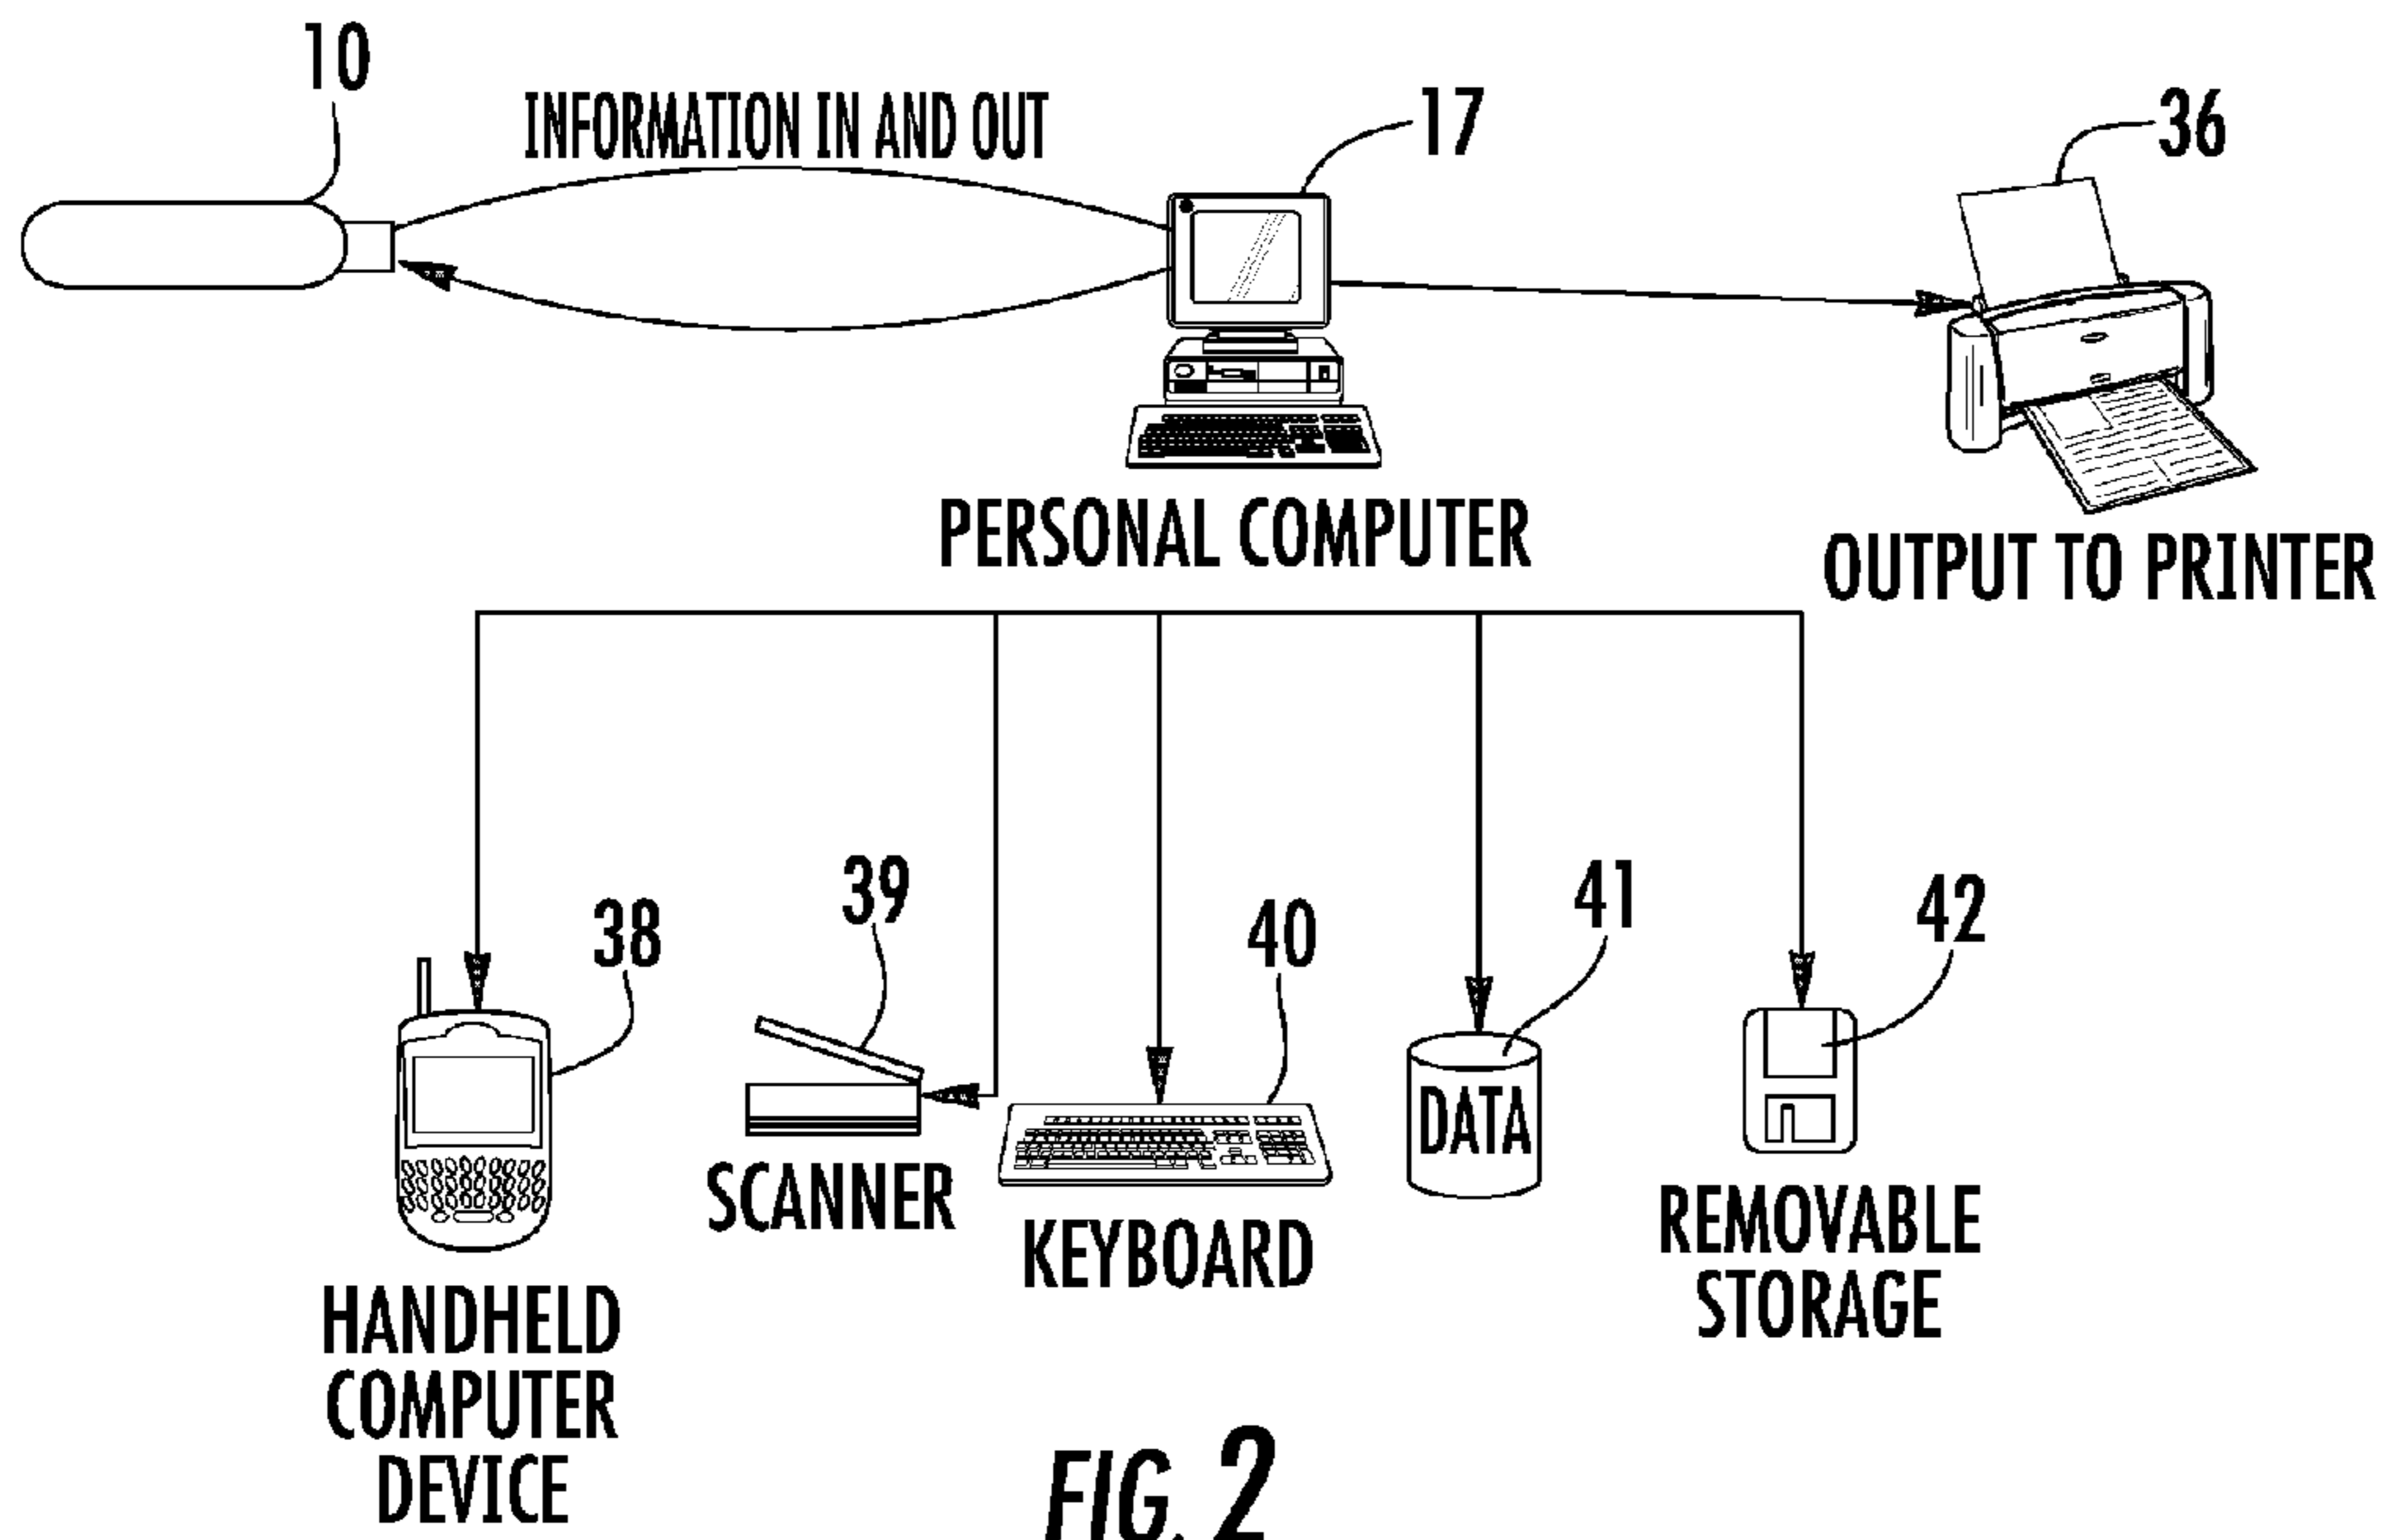 10
INFORMATION IN AND OUT
17
36
PERSONAL COMPUTER
OUTPUT TO PRINTER
38
39
40
41
42
DATA
SCANNER
KEYBOARD
REMOVABLE
STORAGE
HANDHELD
COMPUTER
DEVICE
FIG. 2